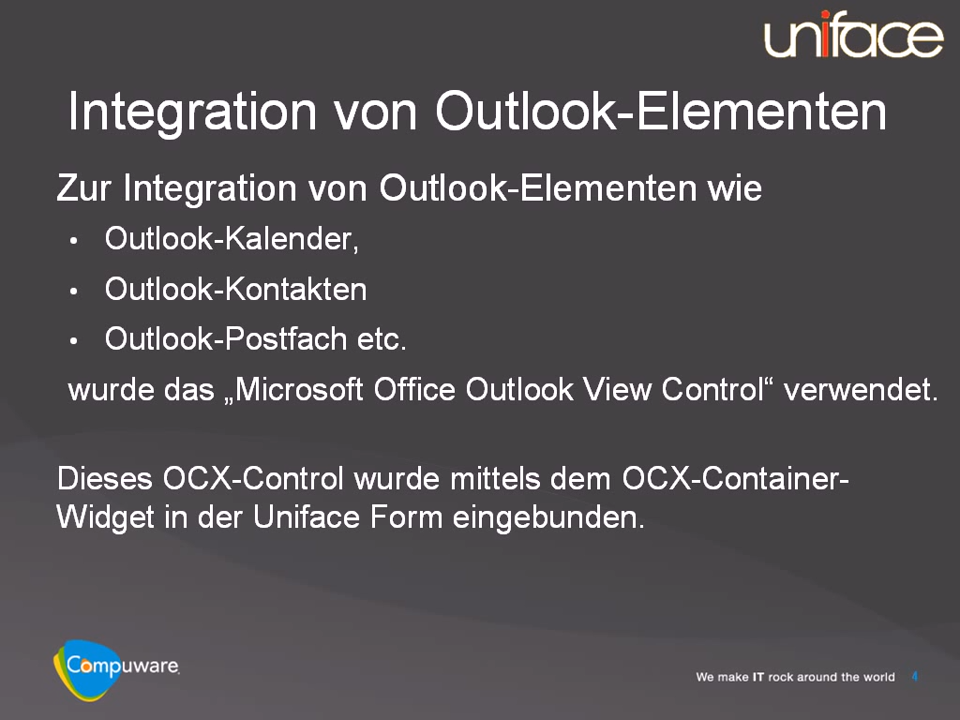 uniface
Integration von Outlook-Elementen
Zur Integration von Outlook-Elementen wie
• Outlook-Kalender,
• Outlook-Kontakten
• Outlook-Postfach etc.
wurde das „Microsoft Office Outlook View Control“ verwendet.
Dieses OCX-Control wurde mittels dem OCX-Container-
Widget in der Uniface Form eingebunden.
Compuware
We make IT rock around the world 4